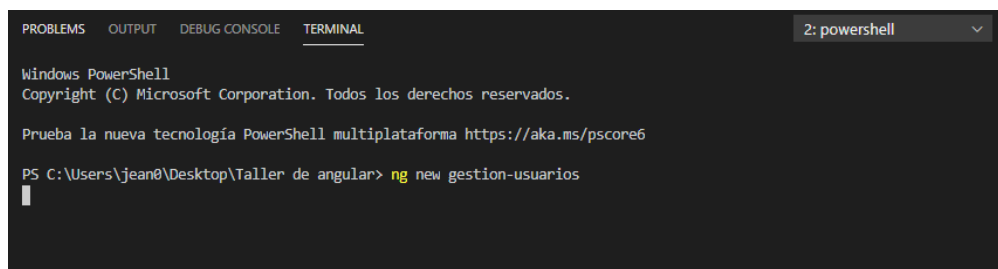 PROBLEMS OUTPUT DEBUG CONSOLE TERMINAL 2: powershell
Windows PowerShell
Copyright (C) Microsoft Corporation. Todos los derechos reservados.
Prueba la nueva tecnología PowerShell multiplataforma https://aka.ms/pscore6
PS C:\Users\jean0\Desktop\Taller de angular> ng new gestion-usuarios